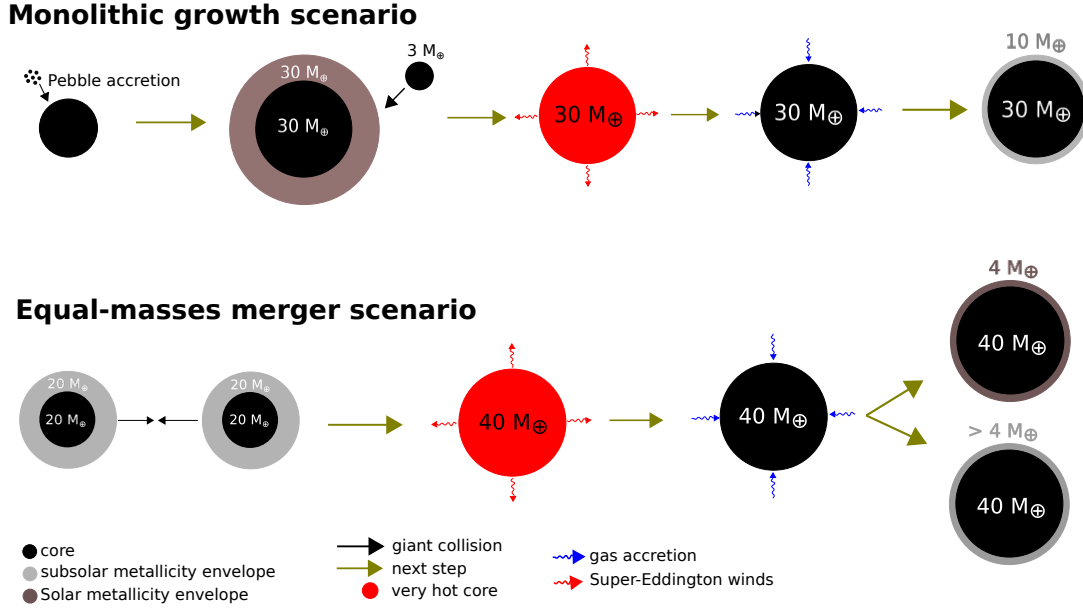 Monolithic growth scenario
Pebble accretion
30 M⊕
30 M⊕
3 M⊕
30 M⊕
30 M⊕
10 M⊕
30 M⊕
Equal-masses merger scenario
20 M⊕
20 M⊕
20 M⊕
20 M⊕
40 M⊕
40 M⊕
4 M⊕
40 M⊕
> 4 M⊕
40 M⊕
core
subsolar metallicity envelope
Solar metallicity envelope
giant collision
next step
very hot core
gas accretion
Super-Eddington winds